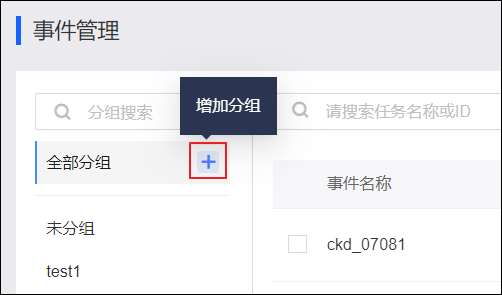 事件管理
分组搜索
增加分组
请搜索任务名称或ID
全部分组
事件名称
未分组
ckd_07081
test1